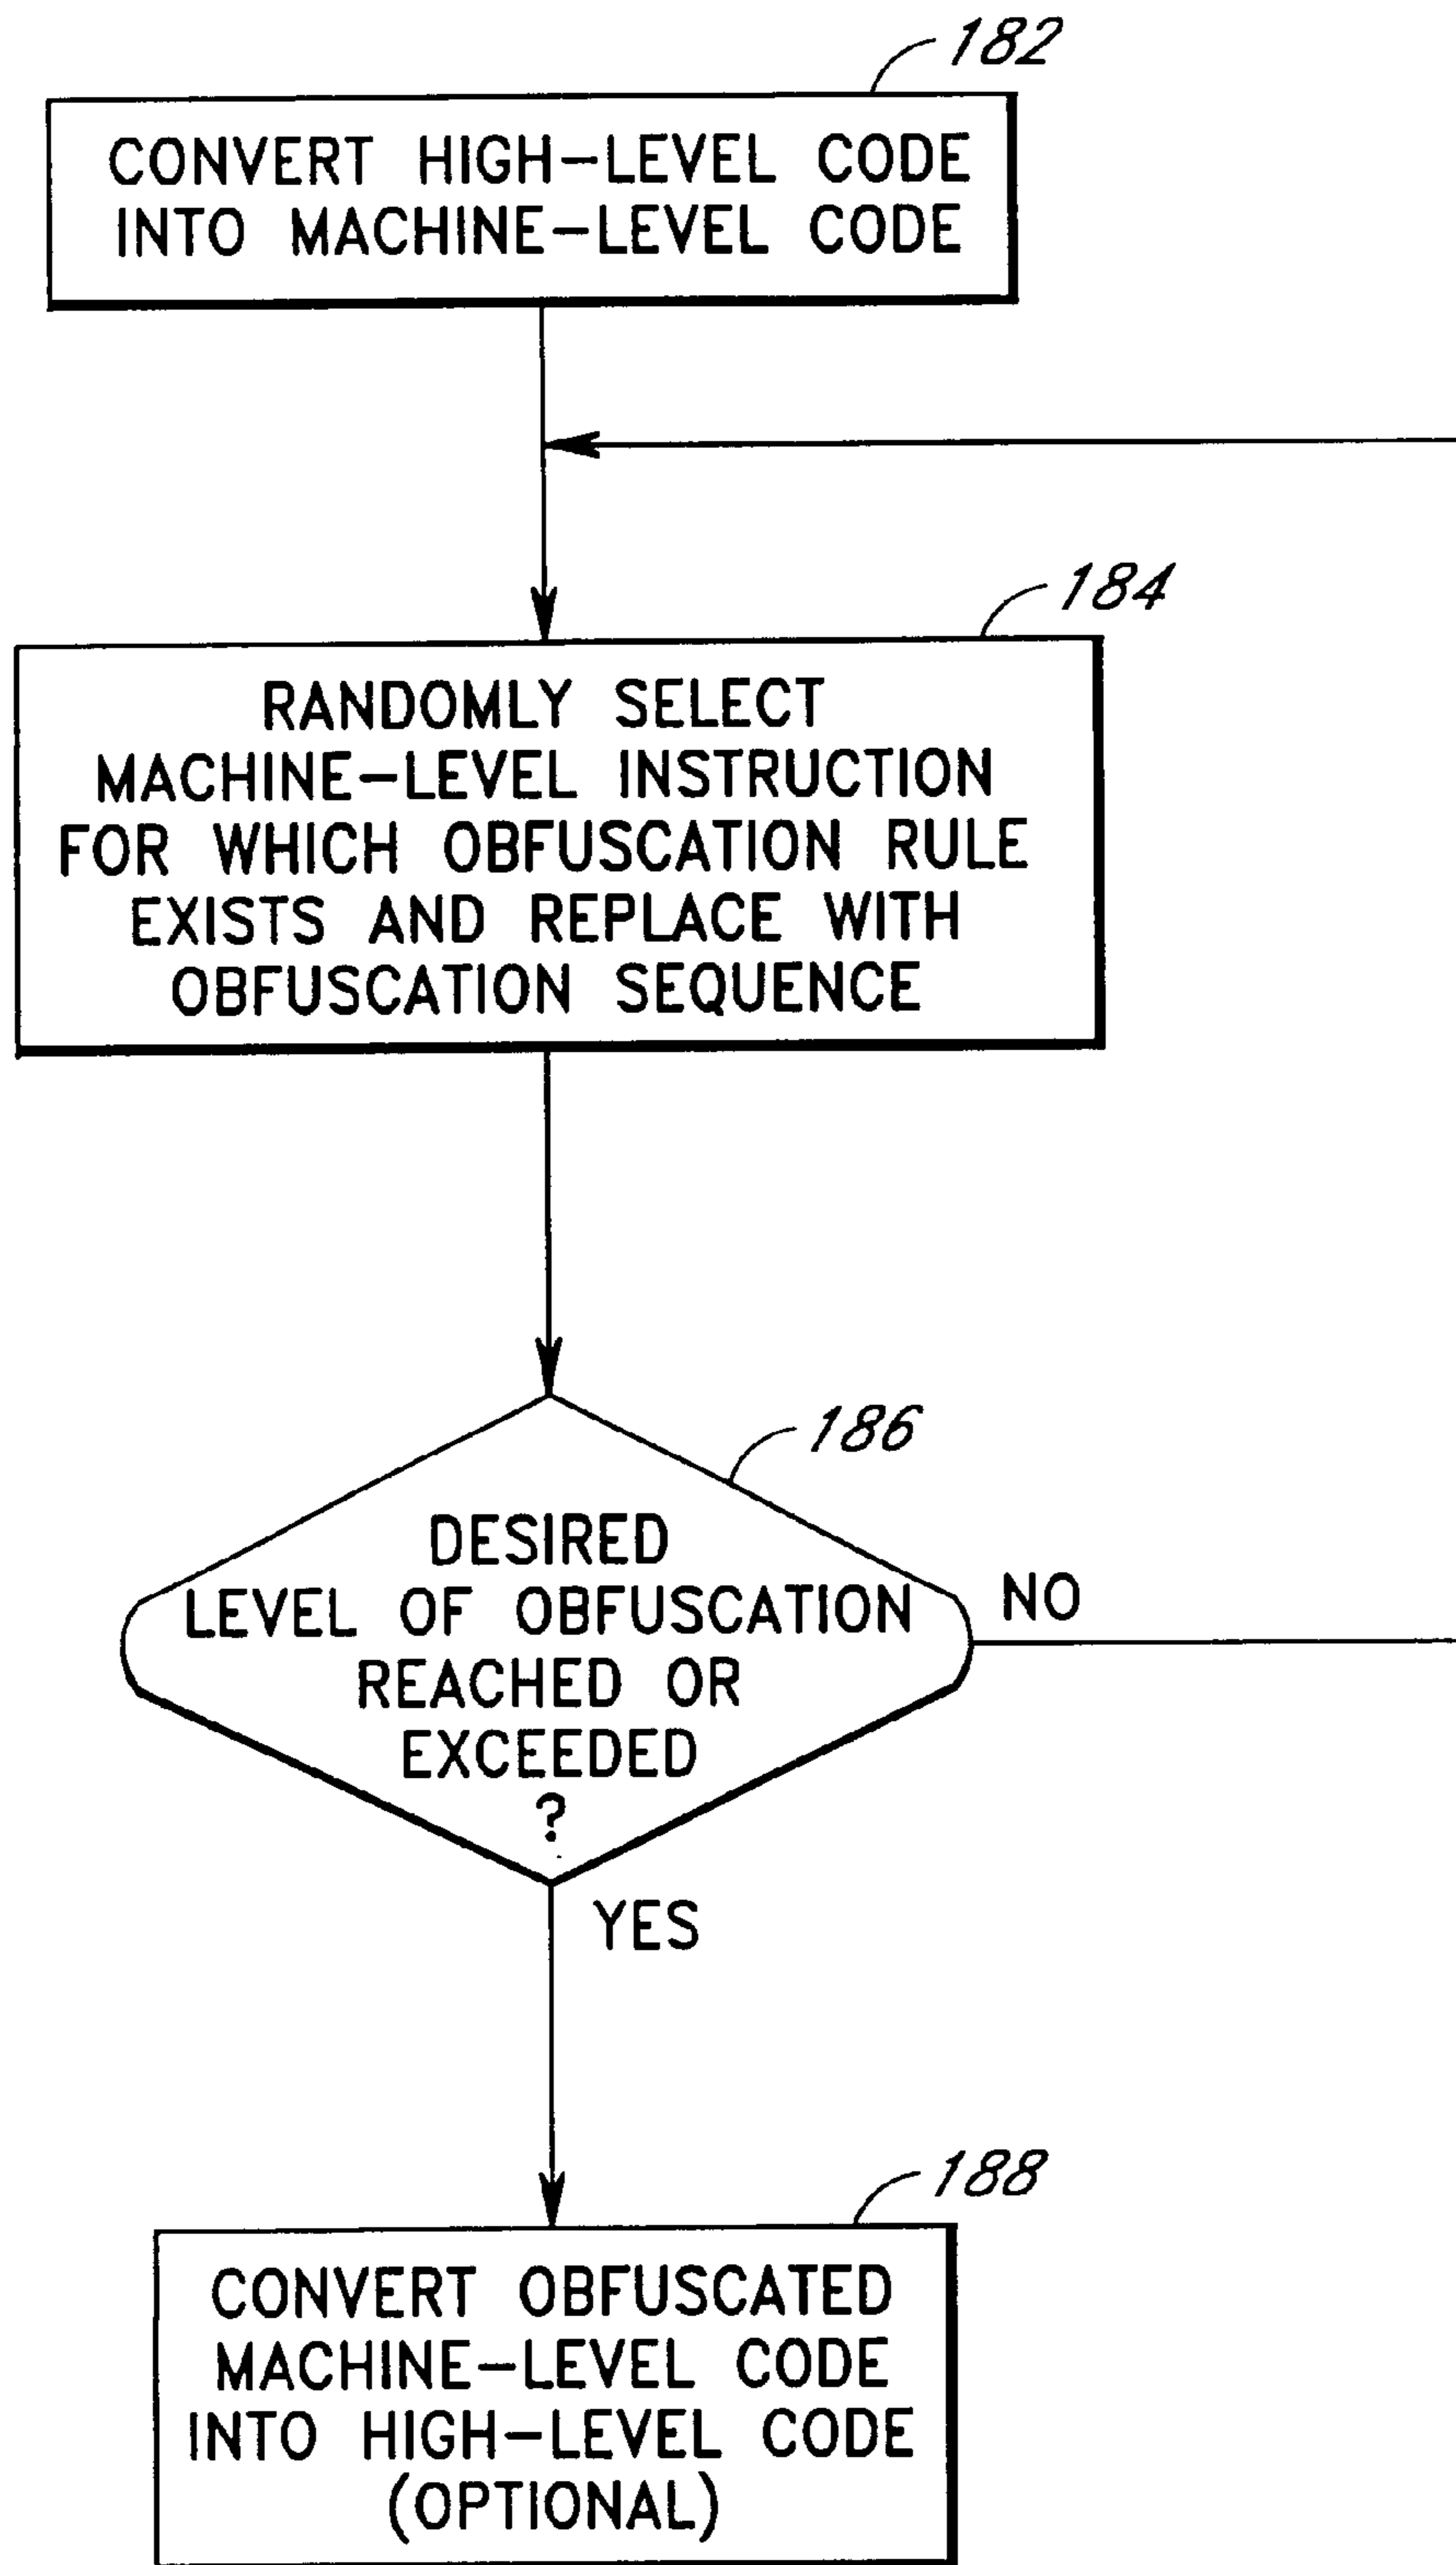 182
CONVERT HIGH-LEVEL CODE
INTO MACHINE-LEVEL CODE
184
RANDOMLY SELECT
MACHINE-LEVEL INSTRUCTION
FOR WHICH OBFUSCATION RULE
EXISTS AND REPLACE WITH
OBFUSCATION SEQUENCE
186
DESIRED
LEVEL OF OBFUSCATION
REACHED OR
EXCEEDED
?
NO
YES
188
CONVERT OBFUSCATED
MACHINE-LEVEL CODE
INTO HIGH-LEVEL CODE
(OPTIONAL)